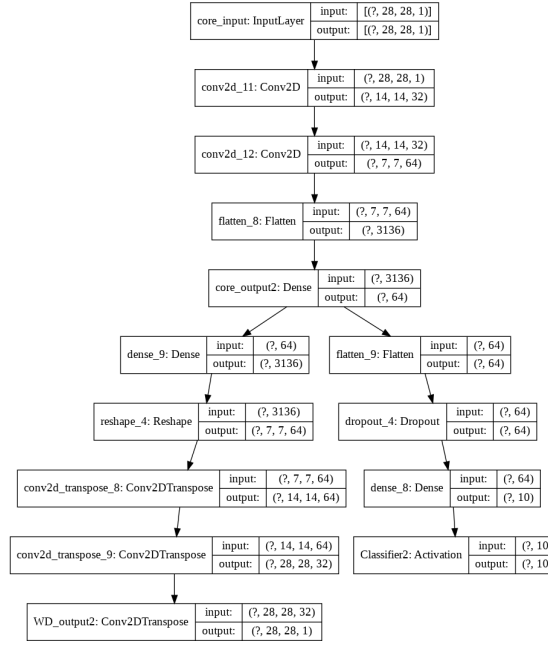 core_input: InputLayer input: [(?, 28, 28, 1)]
output: [(?, 28, 28, 1)]
conv2d_11: Conv2D input: (?, 28, 28, 1)
output: (?, 14, 14, 32)
conv2d_12: Conv2D input: (?, 14, 14, 32)
output: (?, 7, 7, 64)
flatten_8: Flatten input: (?, 7, 7, 64)
output: (?, 3136)
core_output2: Dense input: (?, 3136)
output: (?, 64)
dense_9: Dense input: (?, 64)
output: (?, 3136)
flatten_9: Flatten input: (?, 64)
output: (?, 64)
reshape_4: Reshape input: (?, 3136)
output: (?, 7, 7, 64)
dropout_4: Dropout input: (?, 64)
output: (?, 64)
conv2d_transpose_8: Conv2DTranspose input: (?, 7, 7, 64)
output: (?, 14, 14, 64)
dense_8: Dense input: (?, 64)
output: (?, 10)
conv2d_transpose_9: Conv2DTranspose input: (?, 14, 14, 64)
output: (?, 28, 28, 32)
Classifier2: Activation input: (?, 10
output: (?, 10
WD_output2: Conv2DTranspose input: (?, 28, 28, 32)
output: (?, 28, 28, 1)